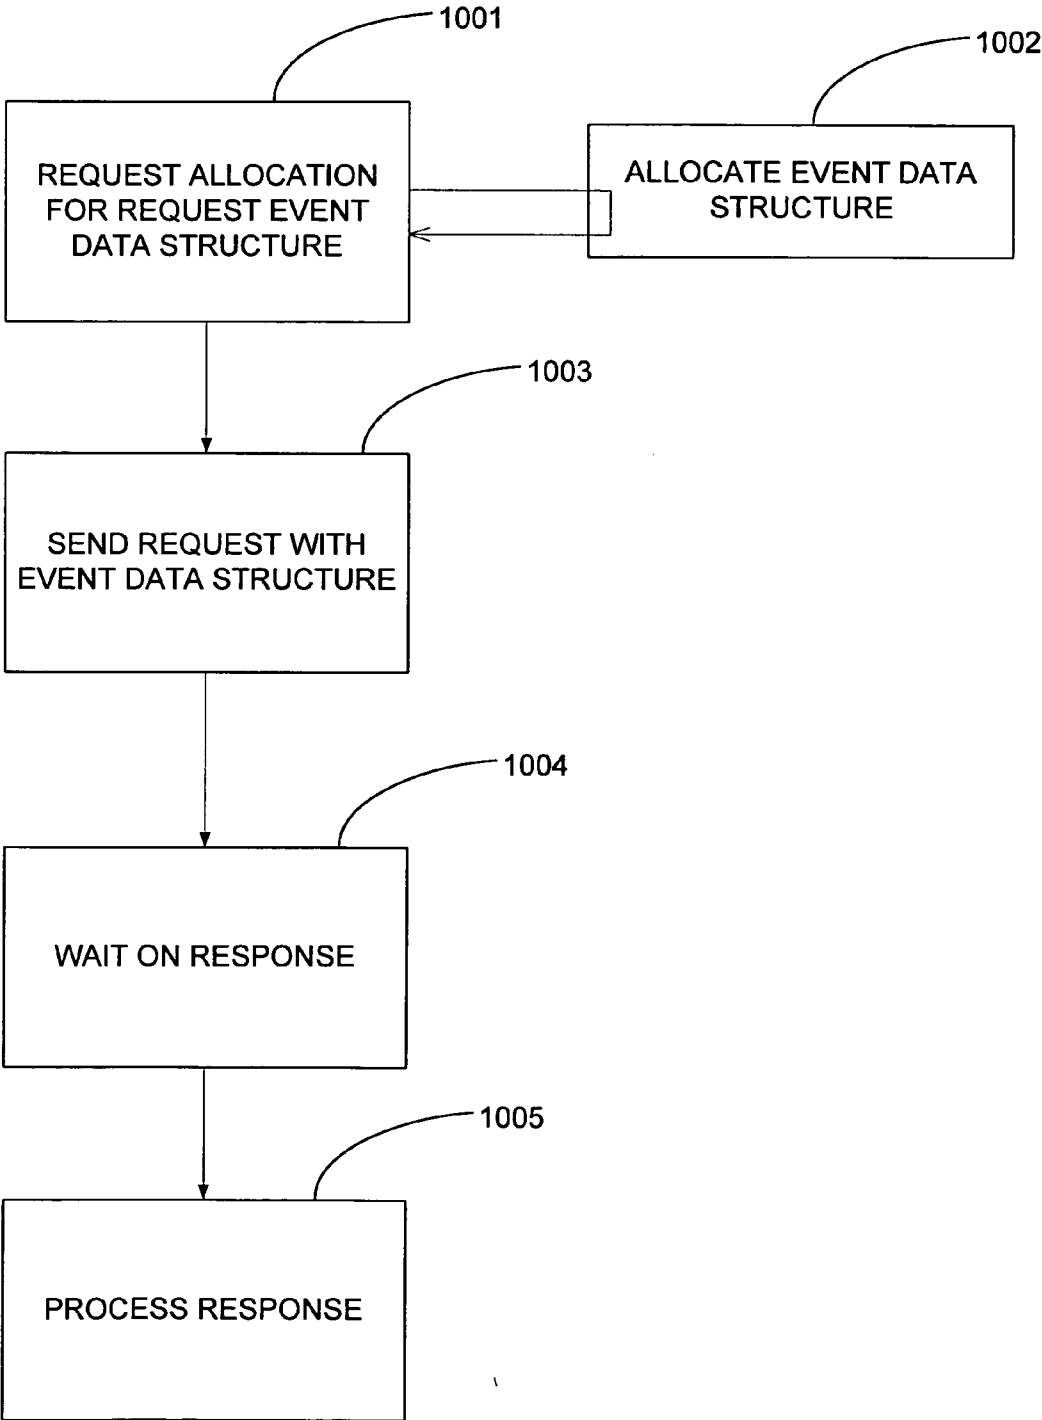 1001
1002
REQUEST ALLOCATION
FOR REQUEST EVENT
DATA STRUCTURE
ALLOCATE EVENT DATA
STRUCTURE
1003
SEND REQUEST WITH
EVENT DATA STRUCTURE
1004
WAIT ON RESPONSE
1005
PROCESS RESPONSE